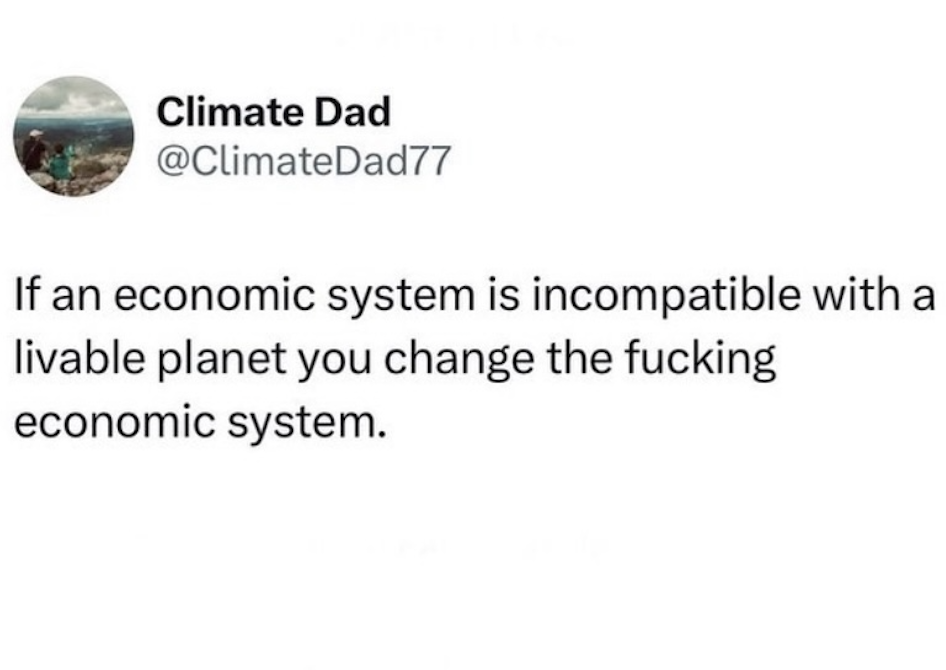 Climate Dad
@ClimateDad77
If an economic system is incompatible with a
livable planet you change the fucking
economic system.